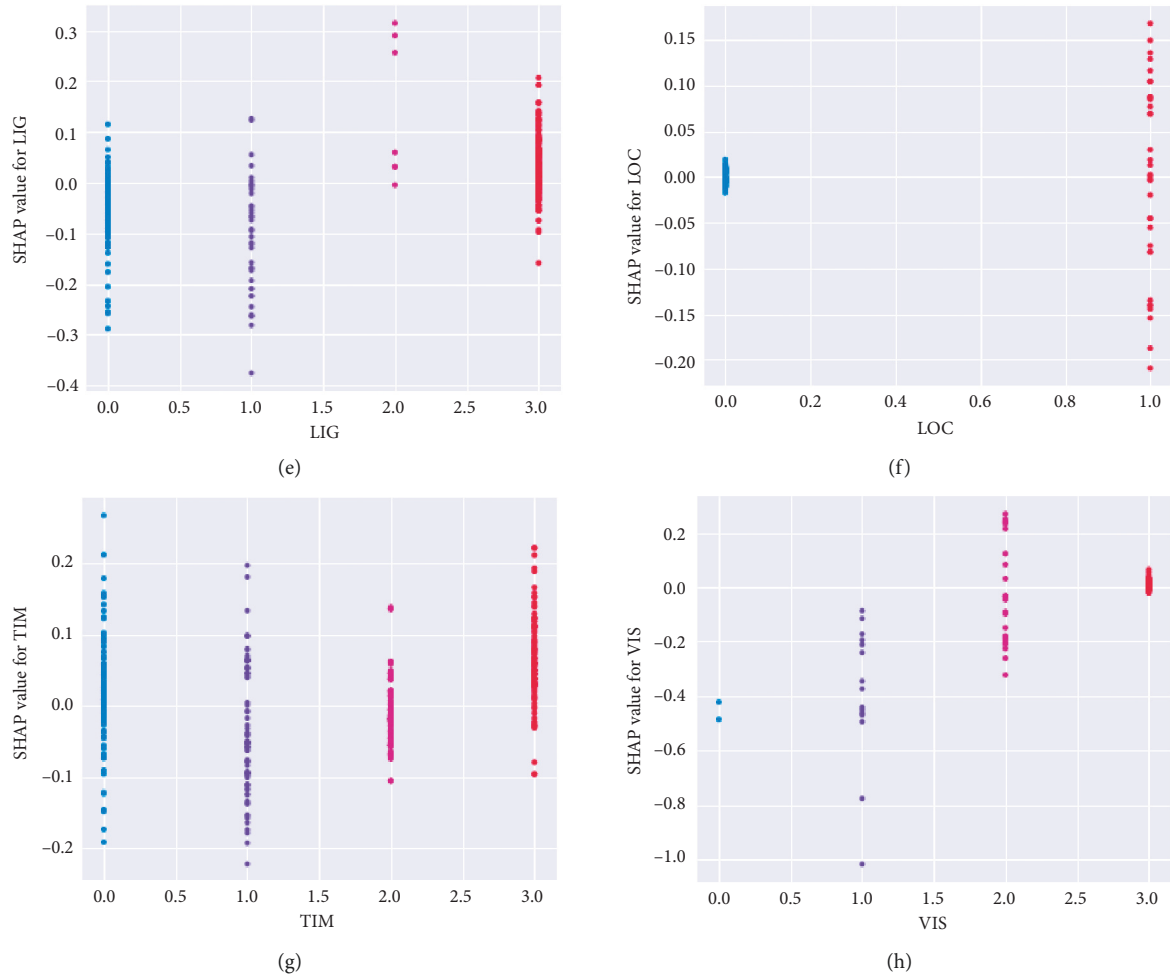 0.3
0.2
0.1
0.0
–0.1
–0.2
–0.3
–0.4
SHAP value for LIG
0.0 0.5 1.0 1.5 2.0 2.5 3.0
LIG
(e)
0.15
0.10
0.05
0.00
–0.05
–0.10
–0.15
–0.20
SHAP value for LOC
0.0 0.2 0.4 0.6 0.8 1.0
LOC
(f)
0.2
0.1
0.0
–0.1
–0.2
SHAP value for TIM
0.0 0.5 1.0 1.5 2.0 2.5 3.0
TIM
(g)
0.2
0.0
–0.2
–0.4
–0.6
–0.8
–1.0
SHAP value for VIS
0.0 0.5 1.0 1.5 2.0 2.5 3.0
VIS
(h)